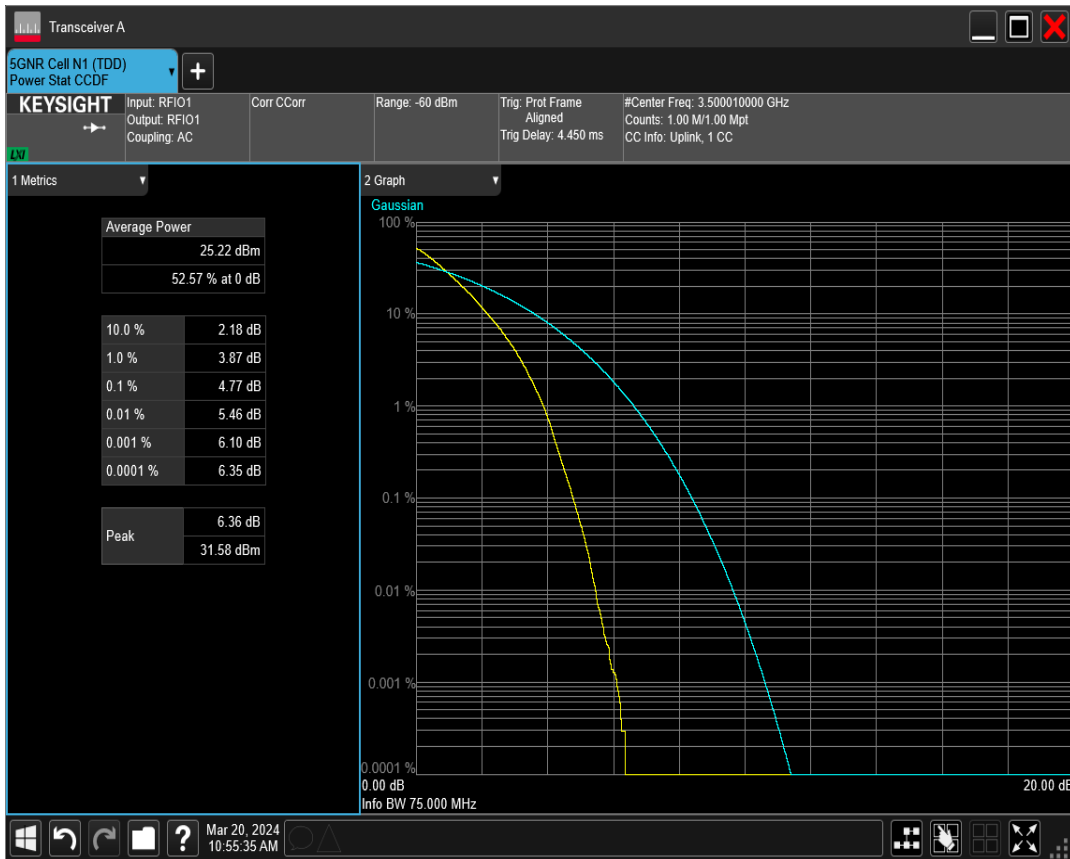 Transceiver A
5GNR Cell N1 (TDD)
Power Stat CCDF
KEYSIGHT
LXI
Input: RFIO1
Output: RFIO1
Coupling: AC
Corr CCorr
Range: -60 dBm
Trig: Prot Frame
Aligned
Trig Delay: 4.450 ms
#Center Freq: 3.500010000 GHz
Counts: 1.00 M/1.00 Mpt
CC Info: Uplink, 1 CC
1 Metrics
Average Power
25.22 dBm
52.57 % at 0 dB
10.0 % 2.18 dB
1.0 % 3.87 dB
0.1 % 4.77 dB
0.01 % 5.46 dB
0.001 % 6.10 dB
0.0001 % 6.35 dB
Peak 6.36 dB
31.58 dBm
2 Graph
Gaussian
100 %
10 %
1 %
0.1 %
0.01 %
0.001 %
0.0001 %
0.00 dB 20.00 dB
Info BW 75.000 MHz
?
Mar 20, 2024
10:55:35 AM